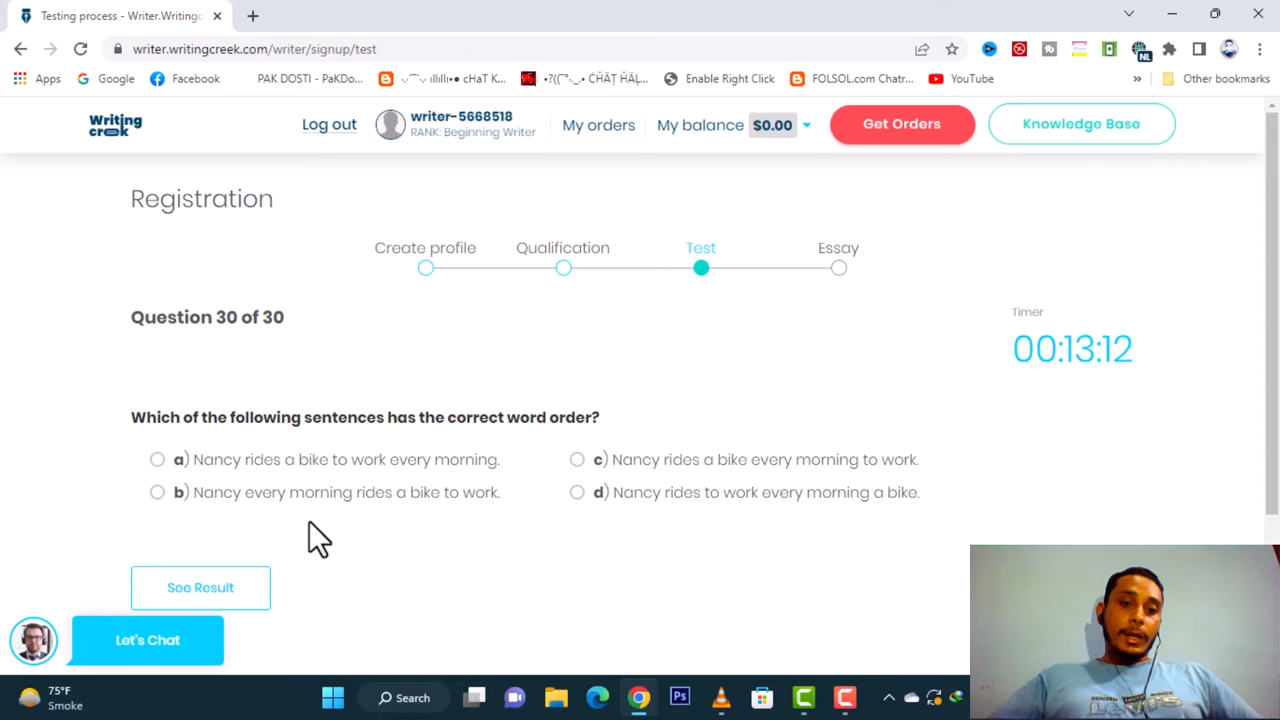 Testing process - Writer.Writingc
writer.writingcreek.com/writer/signup/test
Apps
Google
Facebook
PAK DOSTI - PaKDo...
Enable Right Click
FOLSOL.com Chatr...
YouTube
Other bookmarks
Writing
creek
Log out
writer-5668518
RANK: Beginning Writer
My orders
My balance $0.00
Get Orders
Knowledge Base
Registration
Create profile
Qualification
Test
Essay
Question 30 of 30
Timer
00:13:12
Which of the following sentences has the correct word order?
a) Nancy rides a bike to work every morning.
c) Nancy rides a bike every morning to work.
b) Nancy every morning rides a bike to work.
d) Nancy rides to work every morning a bike.
See Result
Let's Chat
75°F
Smoke
Search
Ps
NL